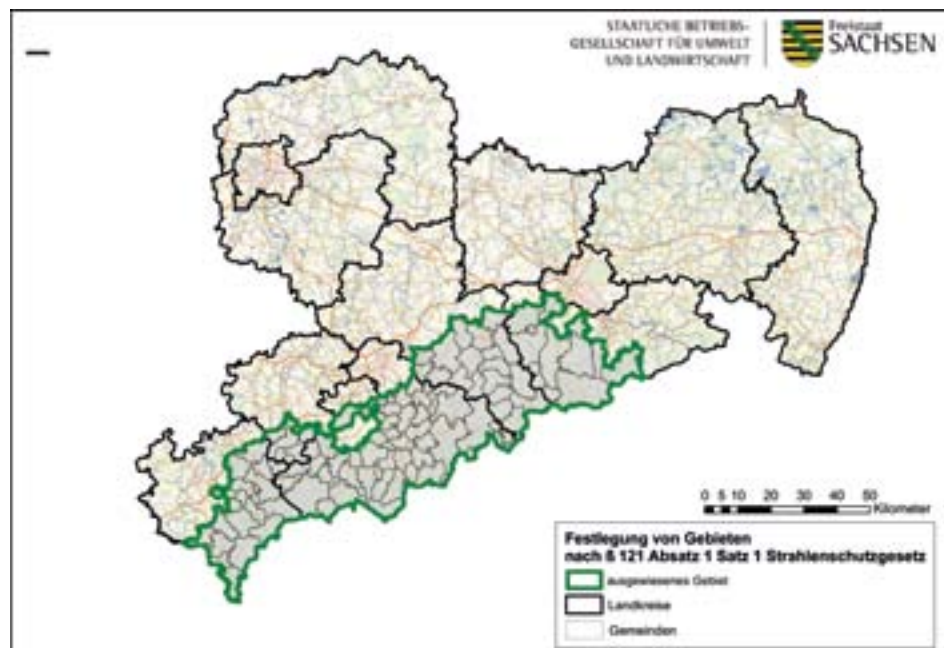 STAATLICHE BETRIEBS-
GESELLSCHAFT FÜR UMWELT
UND LANDWIRTSCHAFT
Freistaat
SACHSEN
0 5 10 20 30 40 50
Kilometer
Festlegung von Gebieten
nach ß 121 Absatz 1 Satz 1 Strahlenschutzgesetz
ausgewiesenes Gebiet
Landkreise
Gemeinden